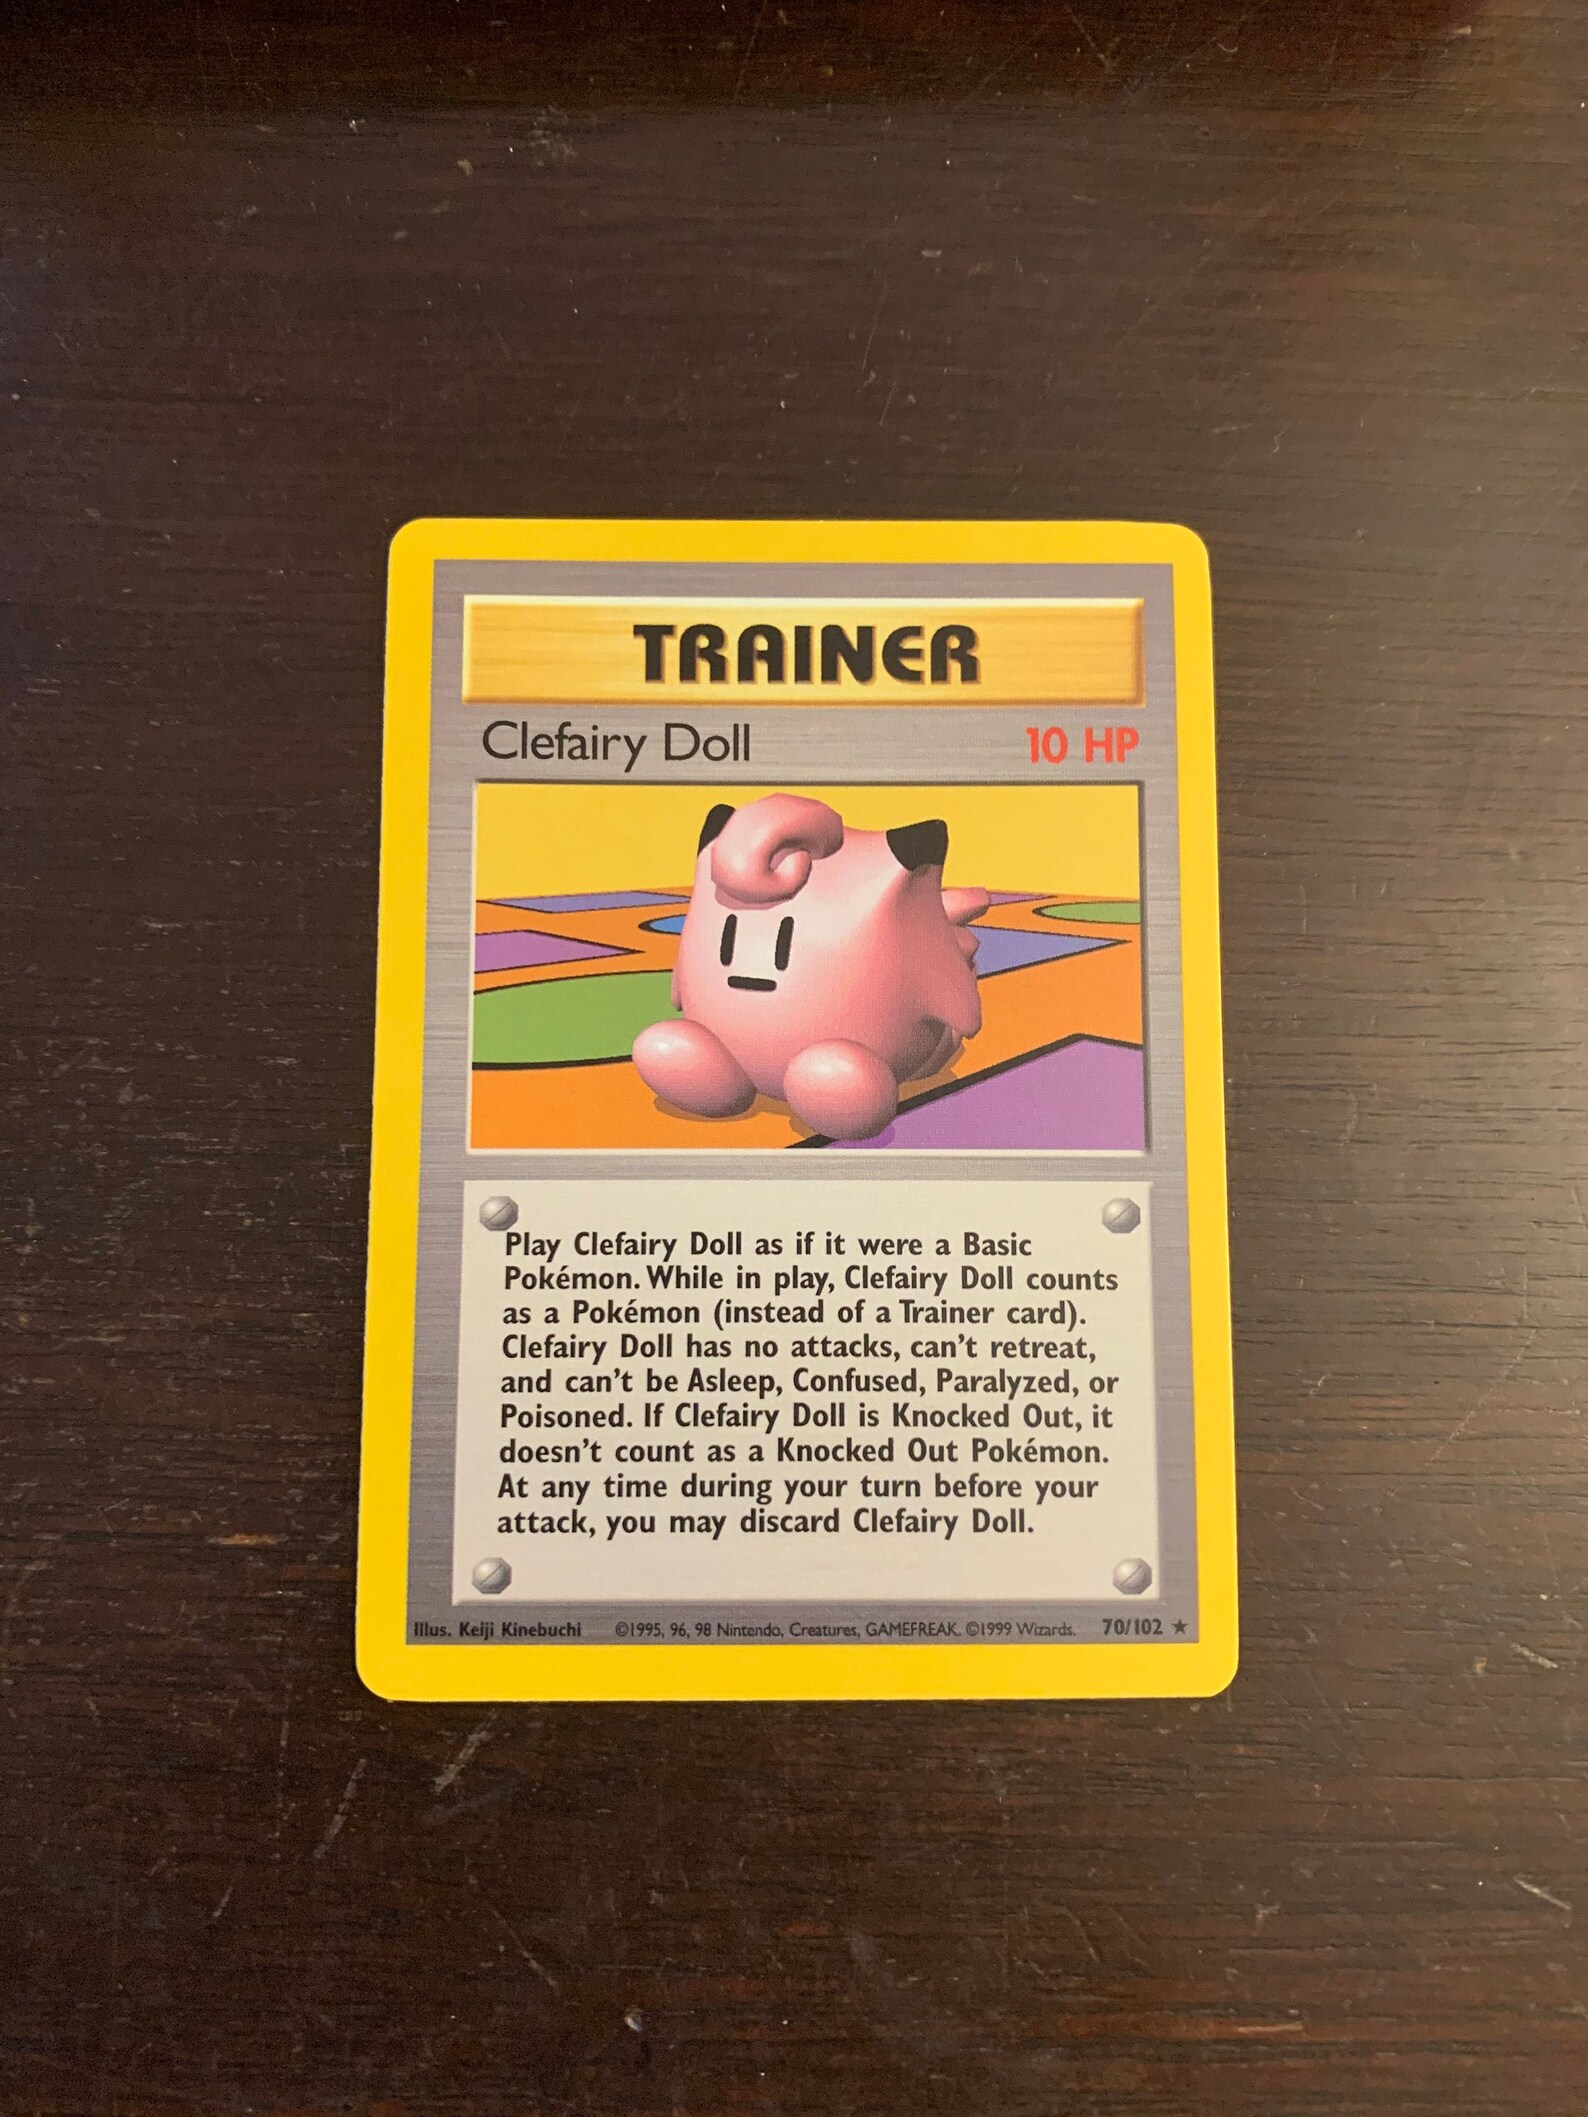 TRAINER
Clefairy Doll 10 HP
Play Clefairy Doll as if it were a Basic
Pokémon. While in play, Clefairy Doll counts
as a Pokémon (instead of a Trainer card).
Clefairy Doll has no attacks, can't retreat,
and can't be Asleep, Confused, Paralyzed, or
Poisoned. If Clefairy Doll is Knocked Out, it
doesn't count as a Knocked Out Pokémon.
At any time during your turn before your
attack, you may discard Clefairy Doll.
Illus. Keiji Kinebuchi ©1995, 96, 98 Nintendo, Creatures, GAMEFREAK. ©1999 Wizards. 70/102 ★